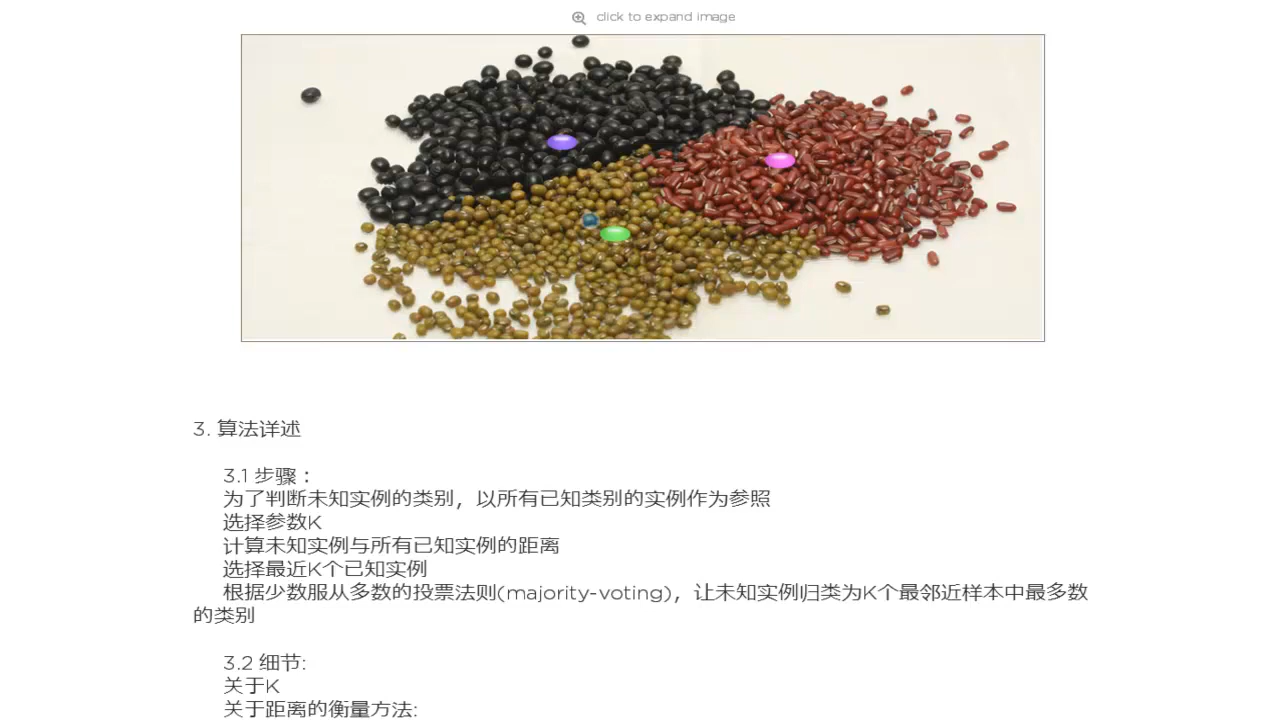 click to expand image
3. 算法详述
3.1 步骤：
为了判断未知实例的类别，以所有已知类别的实例作为参照
选择参数K
计算未知实例与所有已知实例的距离
选择最近K个已知实例
根据少数服从多数的投票法则(majority-voting)，让未知实例归类为K个最邻近样本中最多数
的类别
3.2 细节:
关于K
关于距离的衡量方法: